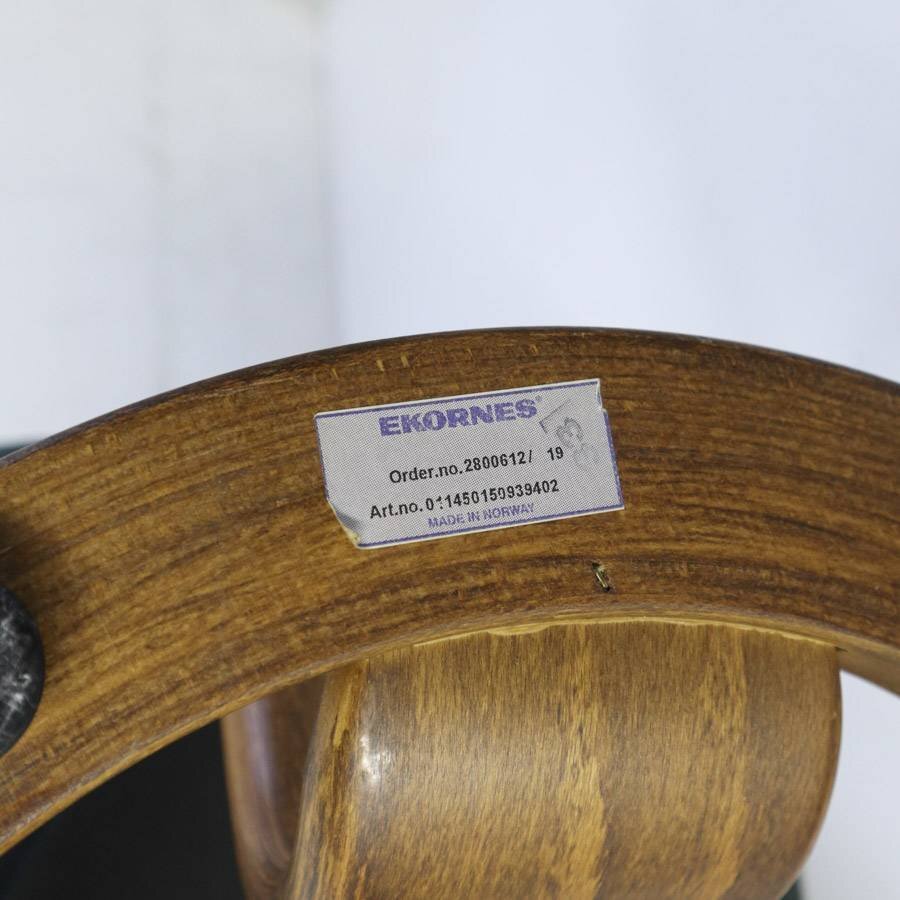 EKORNES®
Order.no. 2800612/ 19
Art.no. 011450150939402
MADE IN NORWAY